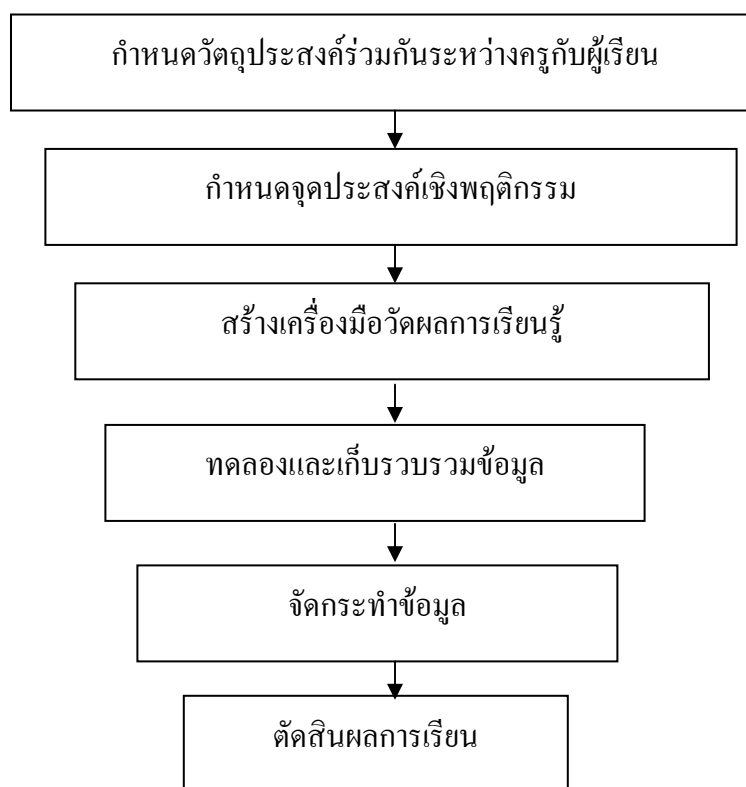 กำหนดวัตถุประสงค์ร่วมกันระหว่างครูกับผู้เรียน
กำหนดจุดประสงค์เชิงพฤติกรรม
สร้างเครื่องมือวัดผลการเรียนรู้
ทดลองและเก็บรวบรวมข้อมูล
จัดกระทำข้อมูล
ตัดสินผลการเรียน